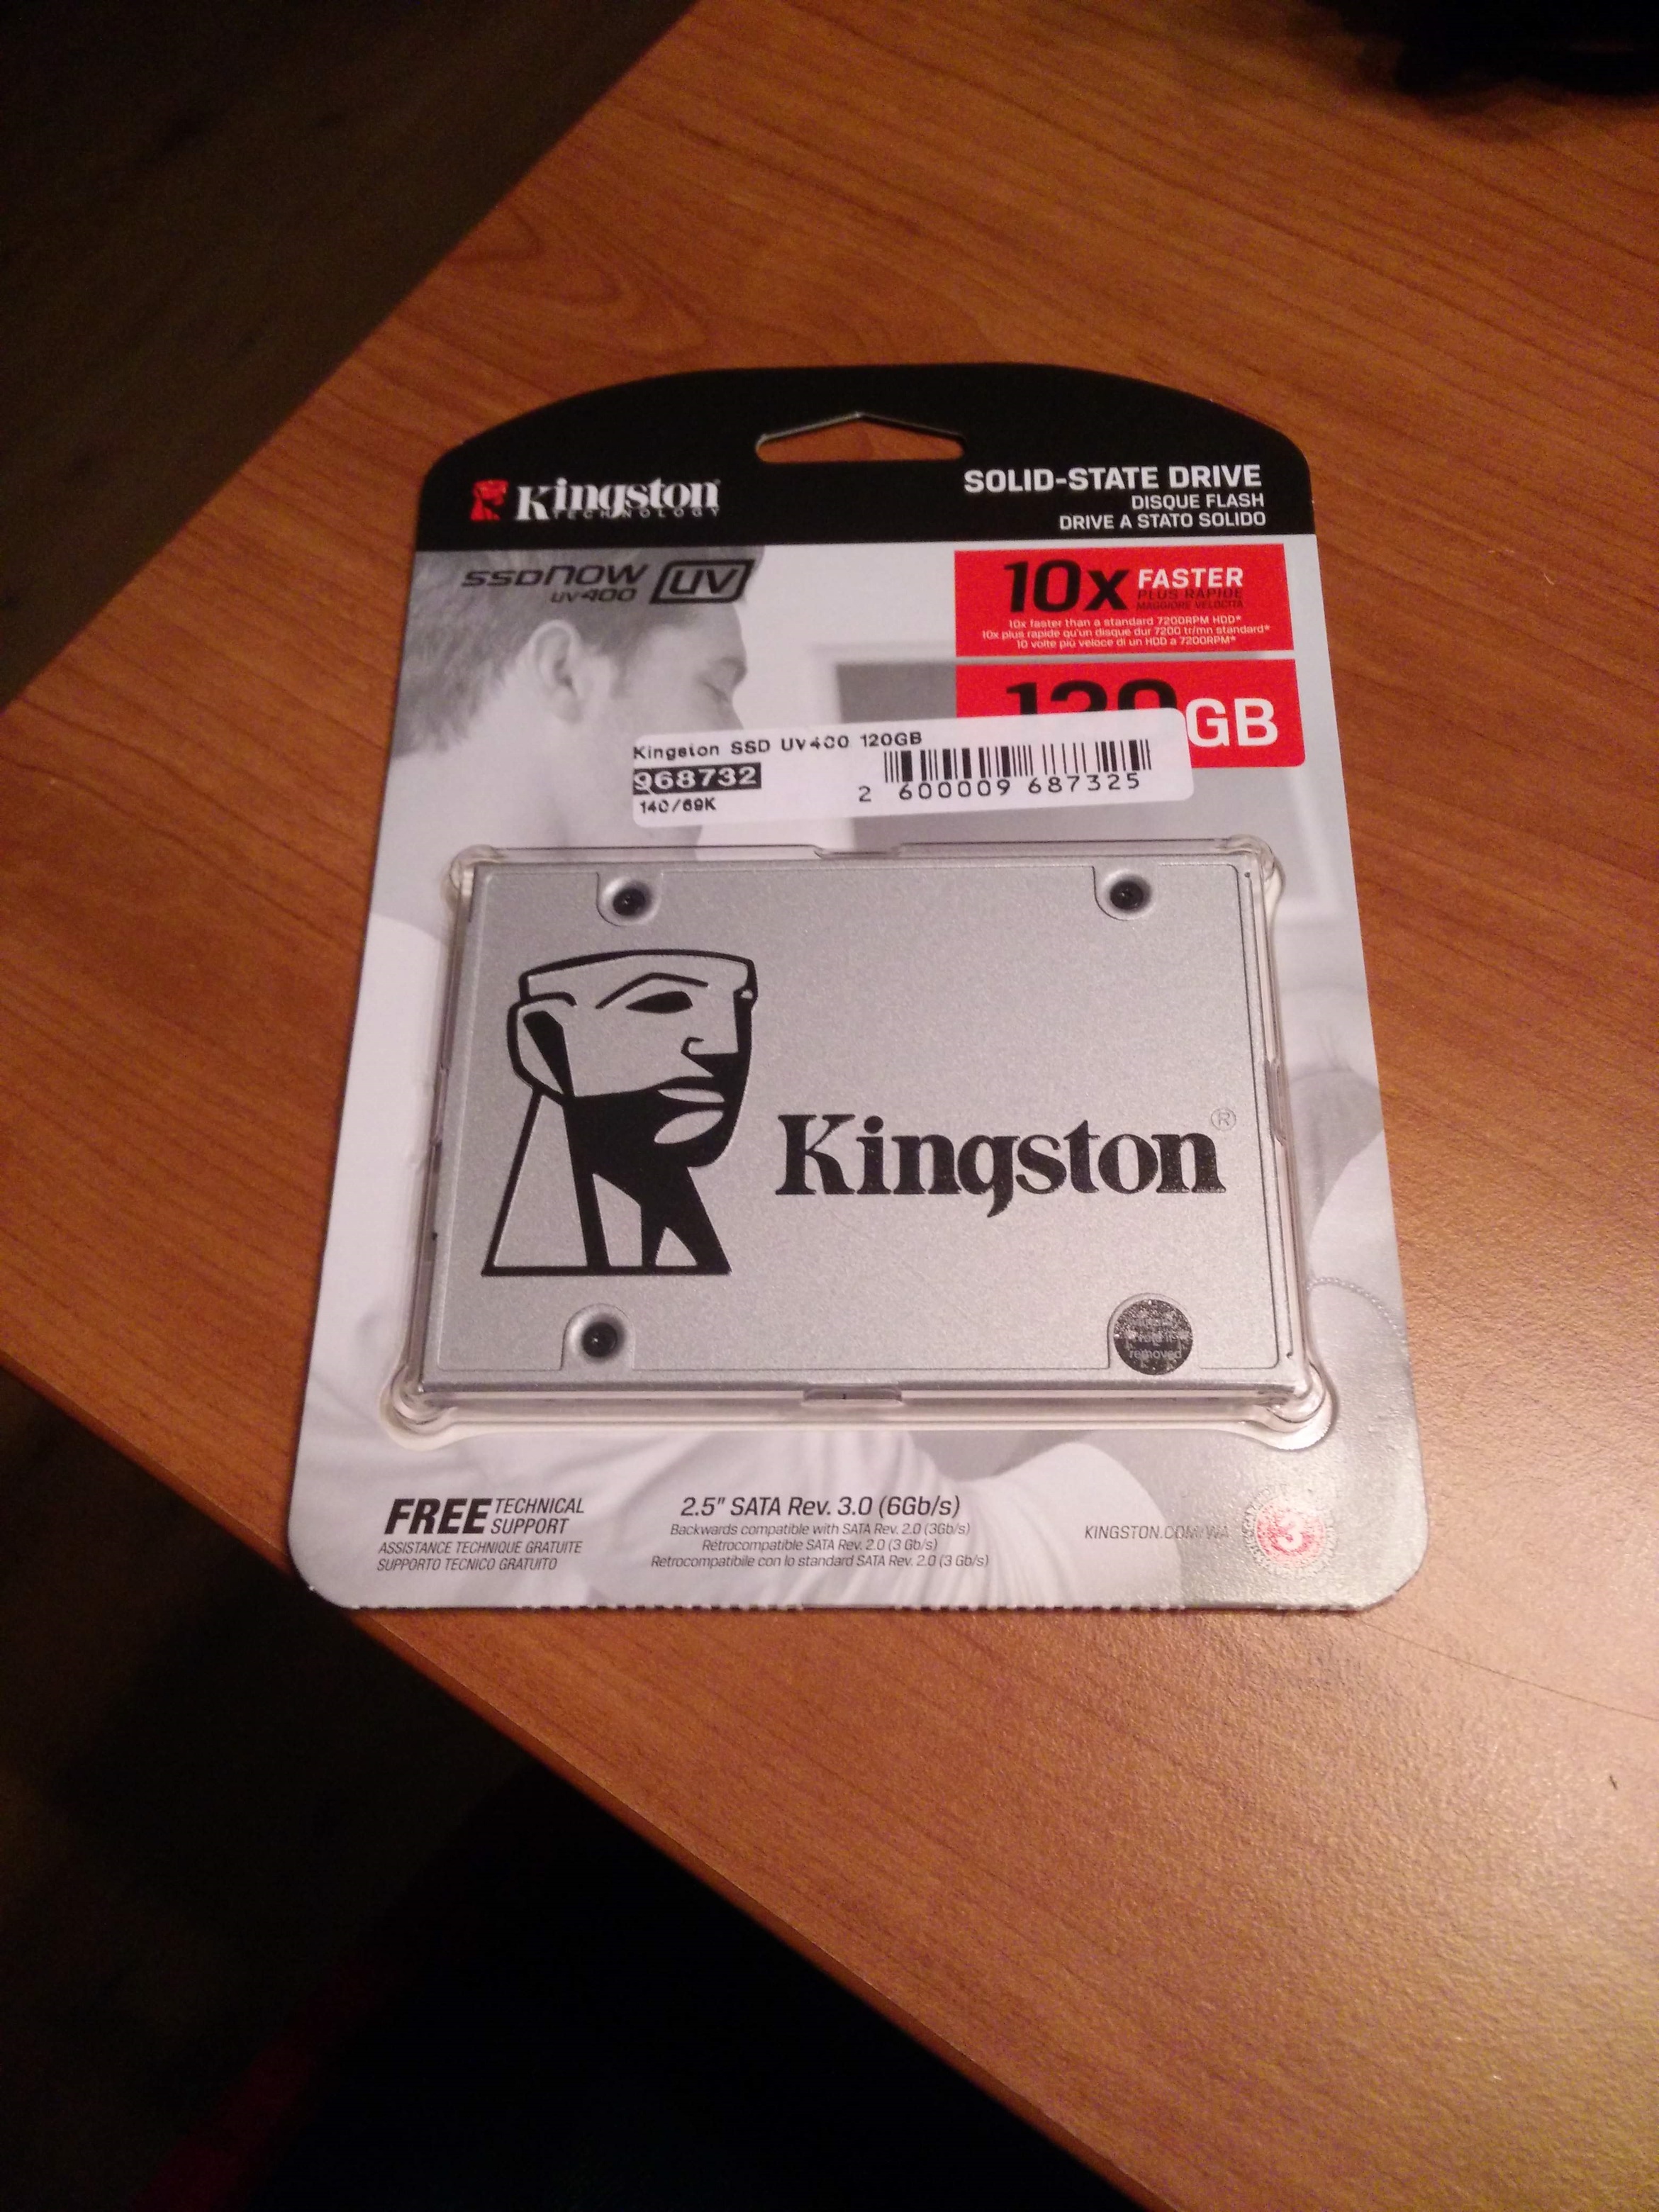 Kingston
TECHNOLOGY
SOLID-STATE DRIVE
DISQUE FLASH
DRIVE A STATO SOLIDO
SSDNOW UV
UV400
10x FASTER
PLUS RAPIDE
MAGGIORE VELOCITÀ
10x faster than a standard 7200RPM HDD*
10x plus rapide qu'un disque dur 7200 tr/mn standard*
10 volte più veloce di un HDD a 7200RPM*
120GB
Kingston SSD UV400 120GB
968732
140/69K
2 600009 687325
Kingston®
void if
removed
FREE TECHNICAL
SUPPORT
ASSISTANCE TECHNIQUE GRATUITE
SUPPORTO TECNICO GRATUITO
2.5" SATA Rev. 3.0 (6Gb/s)
Backwards compatible with SATA Rev. 2.0 (3Gb/s)
Rétrocompatible SATA Rev. 2.0 (3 Gb/s)
Retrocompatibile con lo standard SATA Rev. 2.0 (3 Gb/s)
KINGSTON.COM/WA